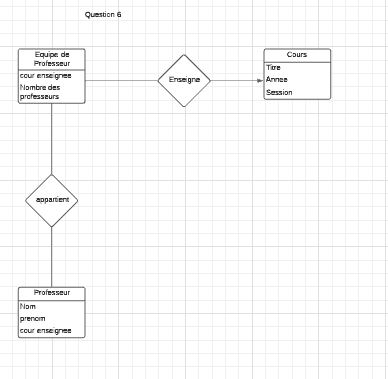 Question 6
Equipe de
Professeur
cour enseignee
Nombre des
professeurs
Enseigne
Cours
Titre
Annee
Session
appartient
Professeur
Nom
prenom
cour enseignee